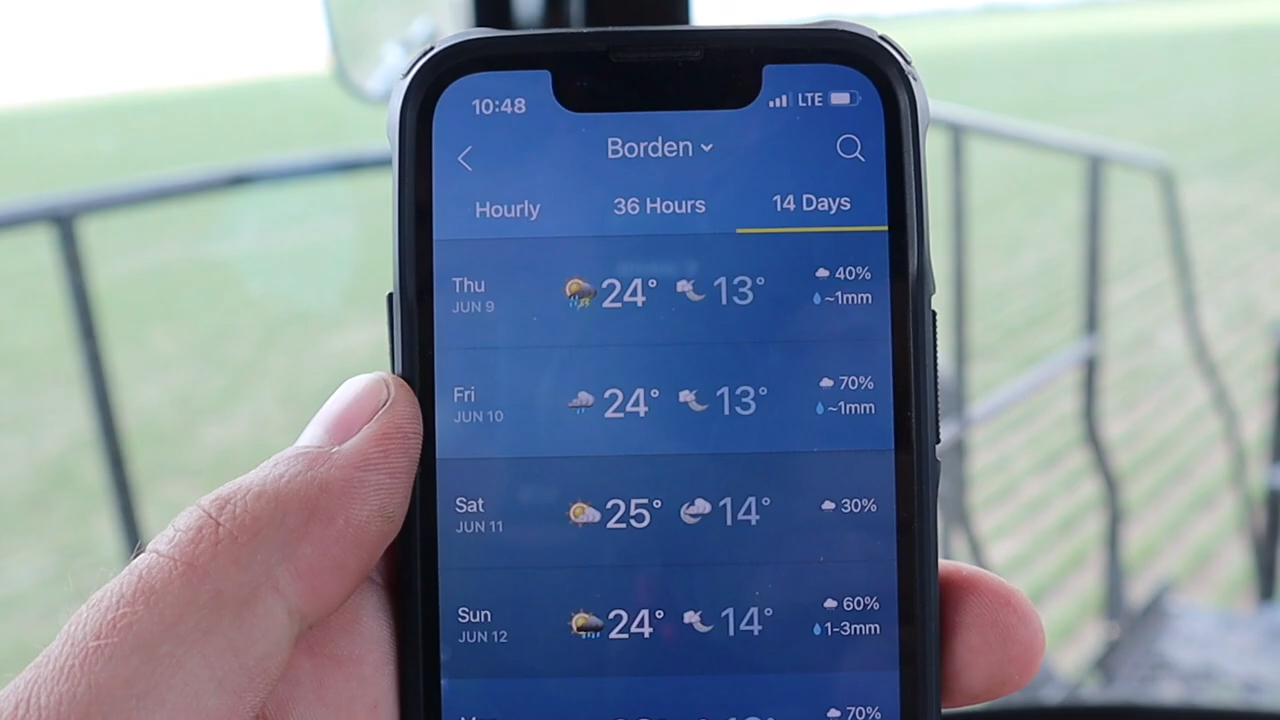 10:48 LTE
Borden
Hourly 36 Hours 14 Days
Thu 24° 13° 40%
JUN 9 ~1mm
Fri 24° 13° 70%
JUN 10 ~1mm
Sat 25° 14° 30%
JUN 11
Sun 24° 14° 60%
JUN 12 1-3mm
70%